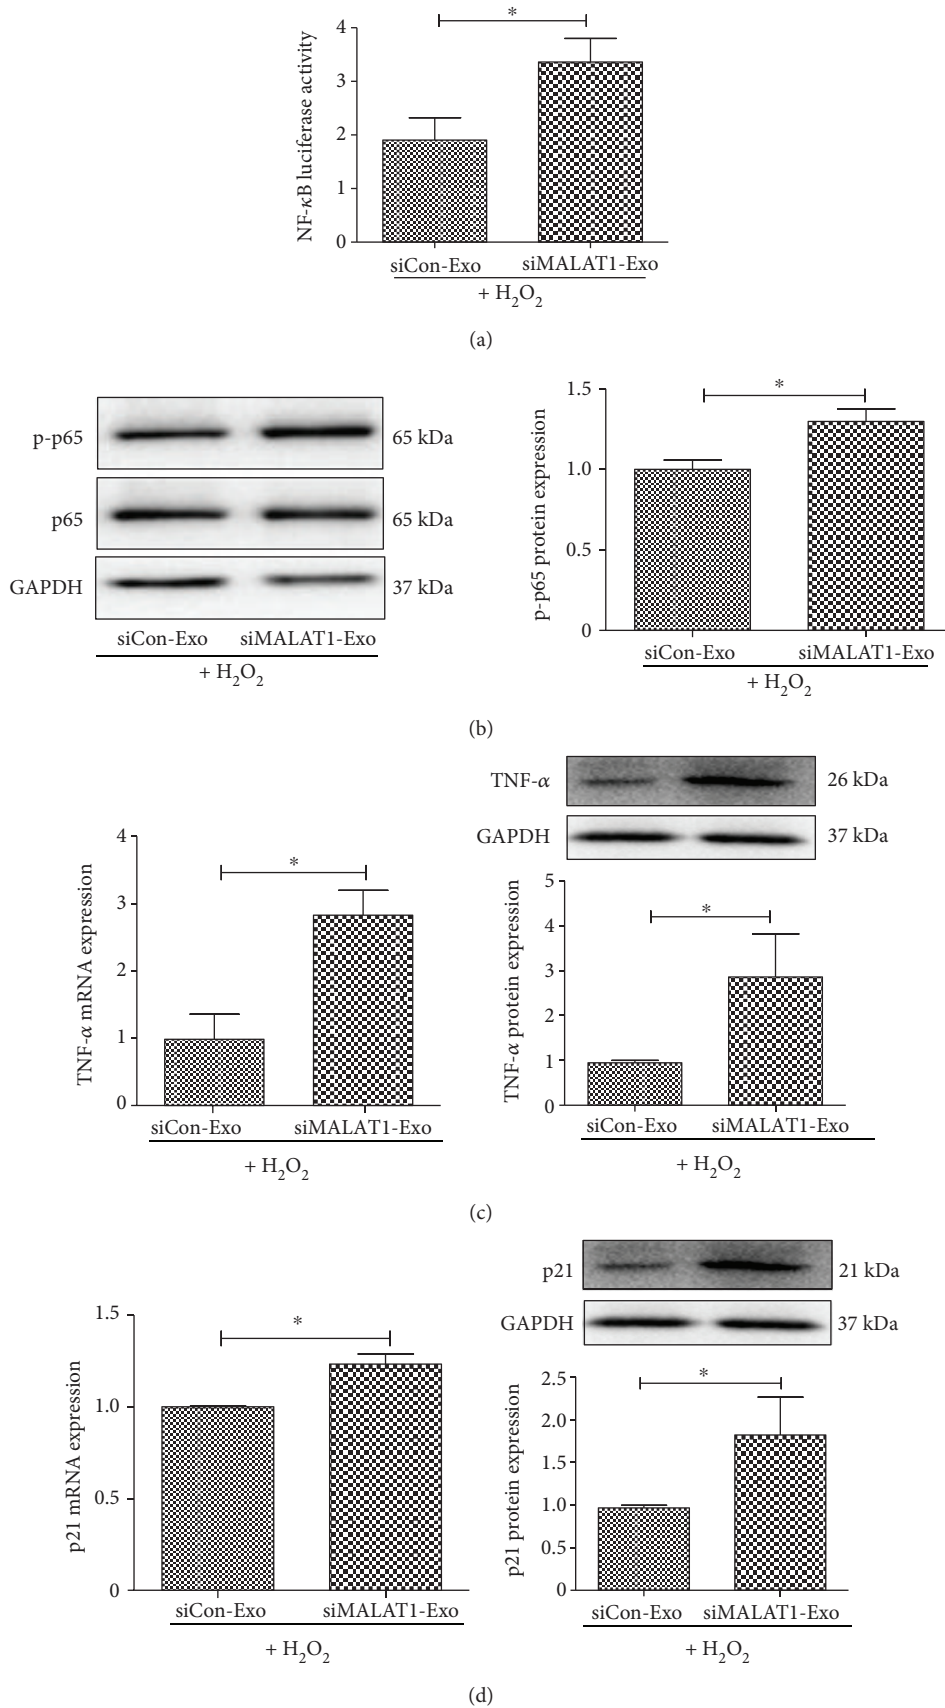 *
4
3
2
1
0
NF-κB luciferase activity
siCon-Exo siMALAT1-Exo
+ H₂O₂
(a)
p-p65 65 kDa
p65 65 kDa
GAPDH 37 kDa
siCon-Exo siMALAT1-Exo
+ H₂O₂
*
1.5
1.0
0.5
0
p-p65 protein expression
siCon-Exo siMALAT1-Exo
+ H₂O₂
(b)
*
4
3
2
1
0
TNF-α mRNA expression
siCon-Exo siMALAT1-Exo
+ H₂O₂
TNF-α 26 kDa
GAPDH 37 kDa
*
5
4
3
2
1
0
TNF-α protein expression
siCon-Exo siMALAT1-Exo
+ H₂O₂
(c)
*
1.5
1.0
0.5
0
p21 mRNA expression
siCon-Exo siMALAT1-Exo
+ H₂O₂
p21 21 kDa
GAPDH 37 kDa
*
2.5
2.0
1.5
1.0
0.5
0
p21 protein expression
siCon-Exo siMALAT1-Exo
+ H₂O₂
(d)